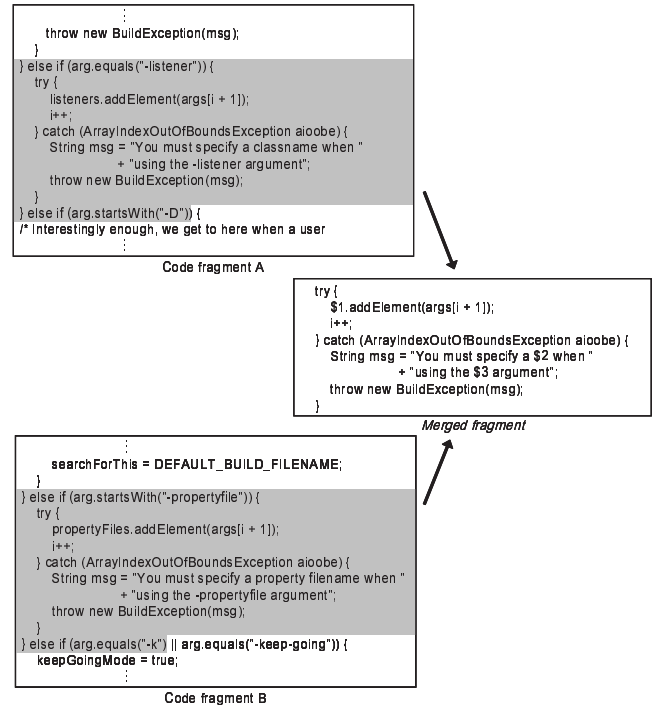 throw new BuildException(msg);
}
} else if (arg.equals("-listener")) {
try {
listeners.addElement(args[i + 1]);
i++;
} catch (ArrayIndexOutOfBoundsException aioobe) {
String msg = "You must specify a classname when "
+ "using the -listener argument";
throw new BuildException(msg);
}
} else if (arg.startsWith("-D")) {
/* Interestingly enough, we get to here when a user
Code fragment A
try {
$1.addElement(args[i + 1]);
i++;
} catch (ArrayIndexOutOfBoundsException aioobe) {
String msg = "You must specify a $2 when "
+ "using the $3 argument";
throw new BuildException(msg);
}
Merged fragment
searchForThis = DEFAULT_BUILD_FILENAME;
}
} else if (arg.startsWith("-propertyfile")) {
try {
propertyFiles.addElement(args[i + 1]);
i++;
} catch (ArrayIndexOutOfBoundsException aioobe) {
String msg = "You must specify a property filename when "
+ "using the -propertyfile argument";
throw new BuildException(msg);
}
} else if (arg.equals("-k") || arg.equals("-keep-going")) {
keepGoingMode = true;
Code fragment B